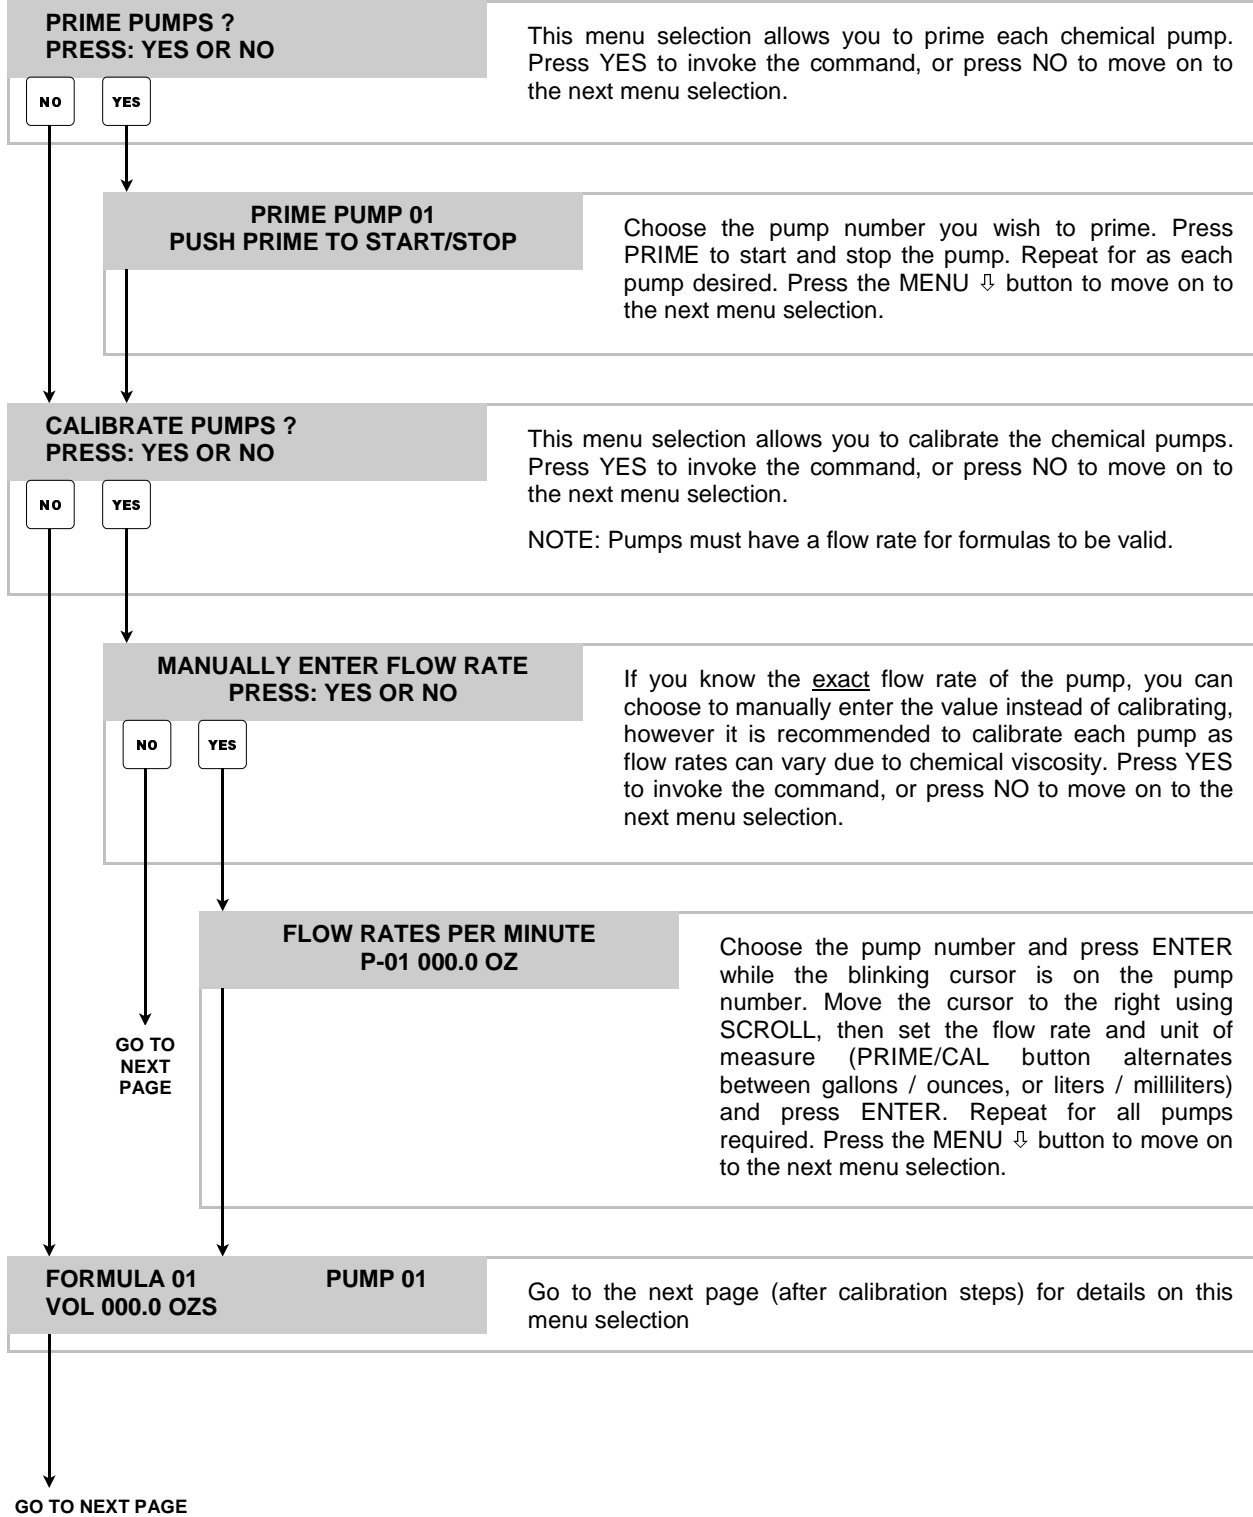 PRIME PUMPS ?
PRESS: YES OR NO
This menu selection allows you to prime each chemical pump.
Press YES to invoke the command, or press NO to move on to
the next menu selection.
NO
YES
PRIME PUMP 01
PUSH PRIME TO START/STOP
Choose the pump number you wish to prime. Press
PRIME to start and stop the pump. Repeat for as each
pump desired. Press the MENU ⇩ button to move on to
the next menu selection.
CALIBRATE PUMPS ?
PRESS: YES OR NO
This menu selection allows you to calibrate the chemical pumps.
Press YES to invoke the command, or press NO to move on to
the next menu selection.
NOTE: Pumps must have a flow rate for formulas to be valid.
NO
YES
MANUALLY ENTER FLOW RATE
PRESS: YES OR NO
If you know the exact flow rate of the pump, you can
choose to manually enter the value instead of calibrating,
however it is recommended to calibrate each pump as
flow rates can vary due to chemical viscosity. Press YES
to invoke the command, or press NO to move on to the
next menu selection.
NO
YES
FLOW RATES PER MINUTE
P-01 000.0 OZ
Choose the pump number and press ENTER
while the blinking cursor is on the pump
number. Move the cursor to the right using
SCROLL, then set the flow rate and unit of
measure (PRIME/CAL button alternates
between gallons / ounces, or liters / milliliters)
and press ENTER. Repeat for all pumps
required. Press the MENU ⇩ button to move on
to the next menu selection.
GO TO
NEXT
PAGE
FORMULA 01 PUMP 01
VOL 000.0 OZS
Go to the next page (after calibration steps) for details on this
menu selection
GO TO NEXT PAGE